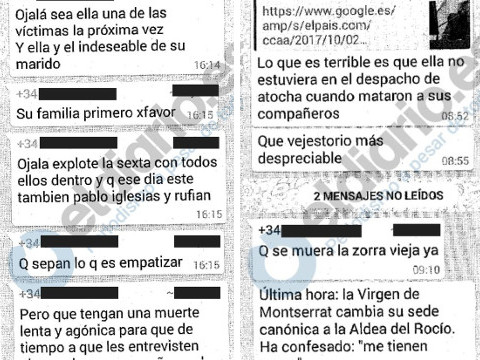 Ojalá sea ella una de las
víctimas la próxima vez
Y ella y el indeseable de su
marido
16:14
+34
Su familia primero xfavor 16:15
+34
Ojala explote la sexta con todos
ellos dentro y q ese dia este
tambien pablo iglesias y rufian
16:15
+34
Q sepan lo q es empatizar 16:15
+34 ~
Pero que tengan una muerte
lenta y agónica para que de
tiempo a que les entrevisten
https://www.google.es/
amp/s/elpais.com/
ccaa/2017/10/02...
Lo que es terrible es que ella no
estuviera en el despacho de
atocha cuando mataron a sus
compañeros
08:52
Que vejestorio más
despreciable
08:55
2 MENSAJES NO LEÍDOS
+34
Q se muera la zorra vieja ya
09:10
Última hora: la Virgen de
Montserrat cambia su sede
canónica a la Aldea del Rocío.
Ha confesado: "me tienen
eldiario.es
Periodismo a pesar de todo